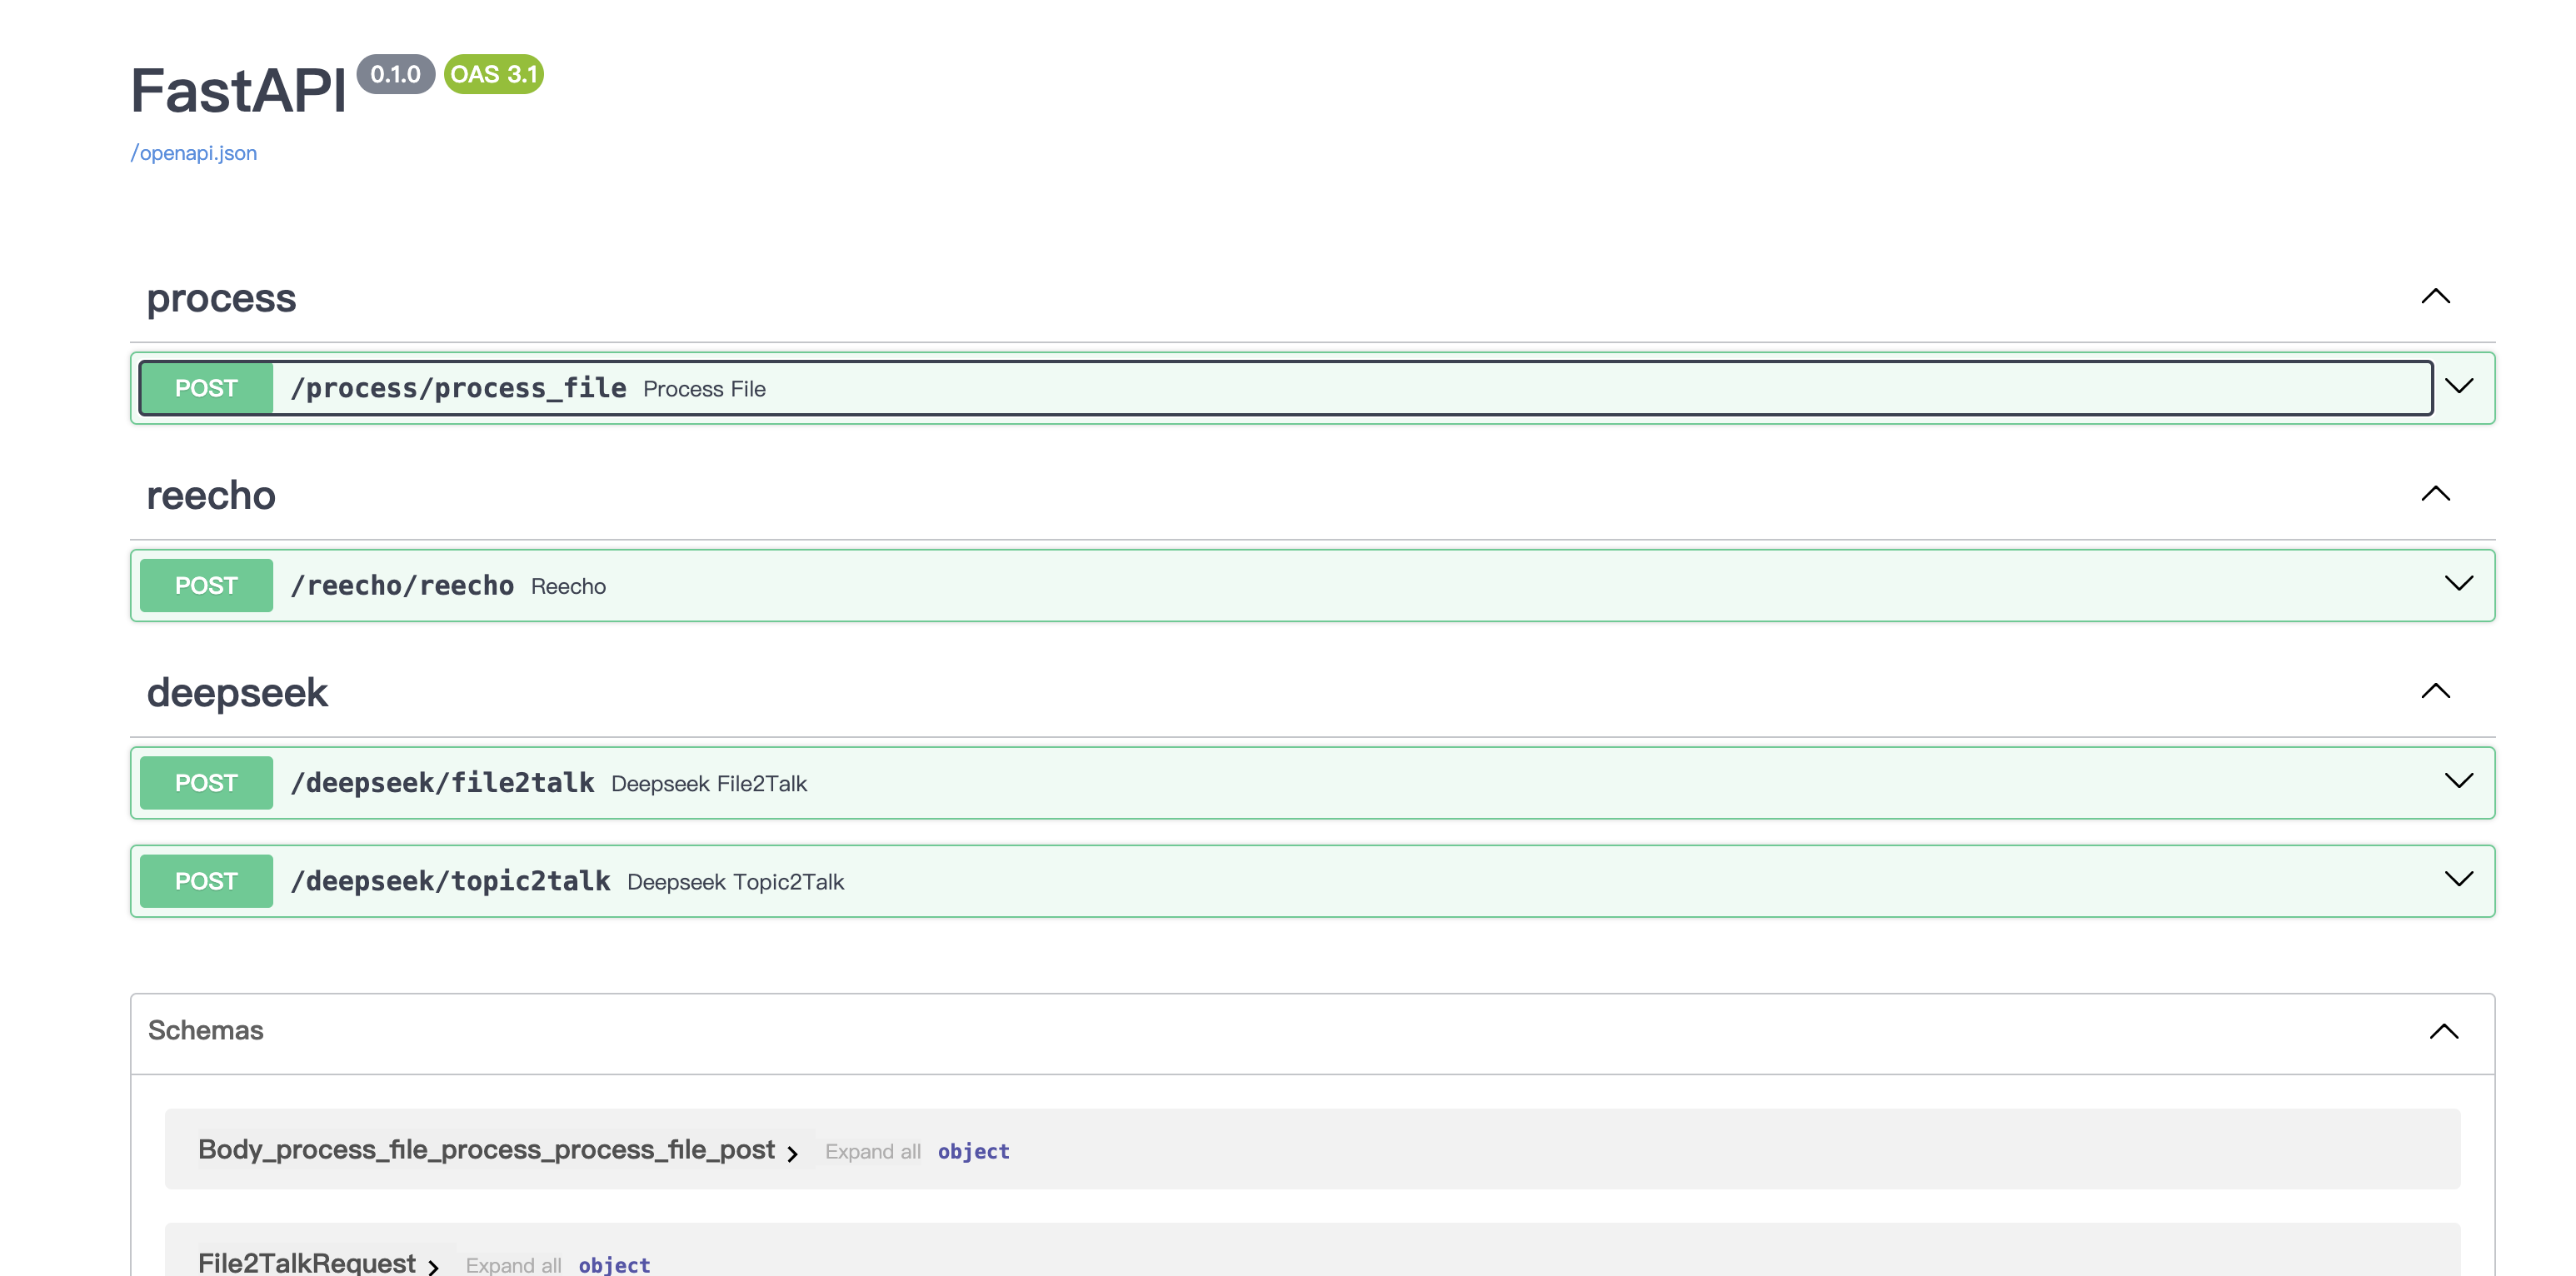 FastAPI 0.1.0 OAS 3.1
/openapi.json
process
POST /process/process_file Process File
reecho
POST /reecho/reecho Reecho
deepseek
POST /deepseek/file2talk Deepseek File2Talk
POST /deepseek/topic2talk Deepseek Topic2Talk
Schemas
Body_process_file_process_process_file_post Expand all object
File2TalkRequest Expand all object